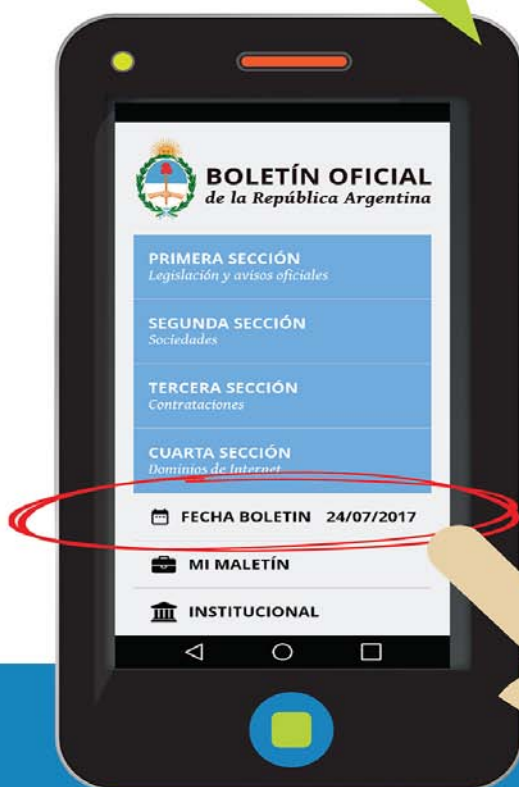 BOLETÍN OFICIAL
de la República Argentina
PRIMERA SECCIÓN
Legislación y avisos oficiales
SEGUNDA SECCIÓN
Sociedades
TERCERA SECCIÓN
Contrataciones
CUARTA SECCIÓN
Dominios de Internet
FECHA BOLETIN 24/07/2017
MI MALETÍN
INSTITUCIONAL